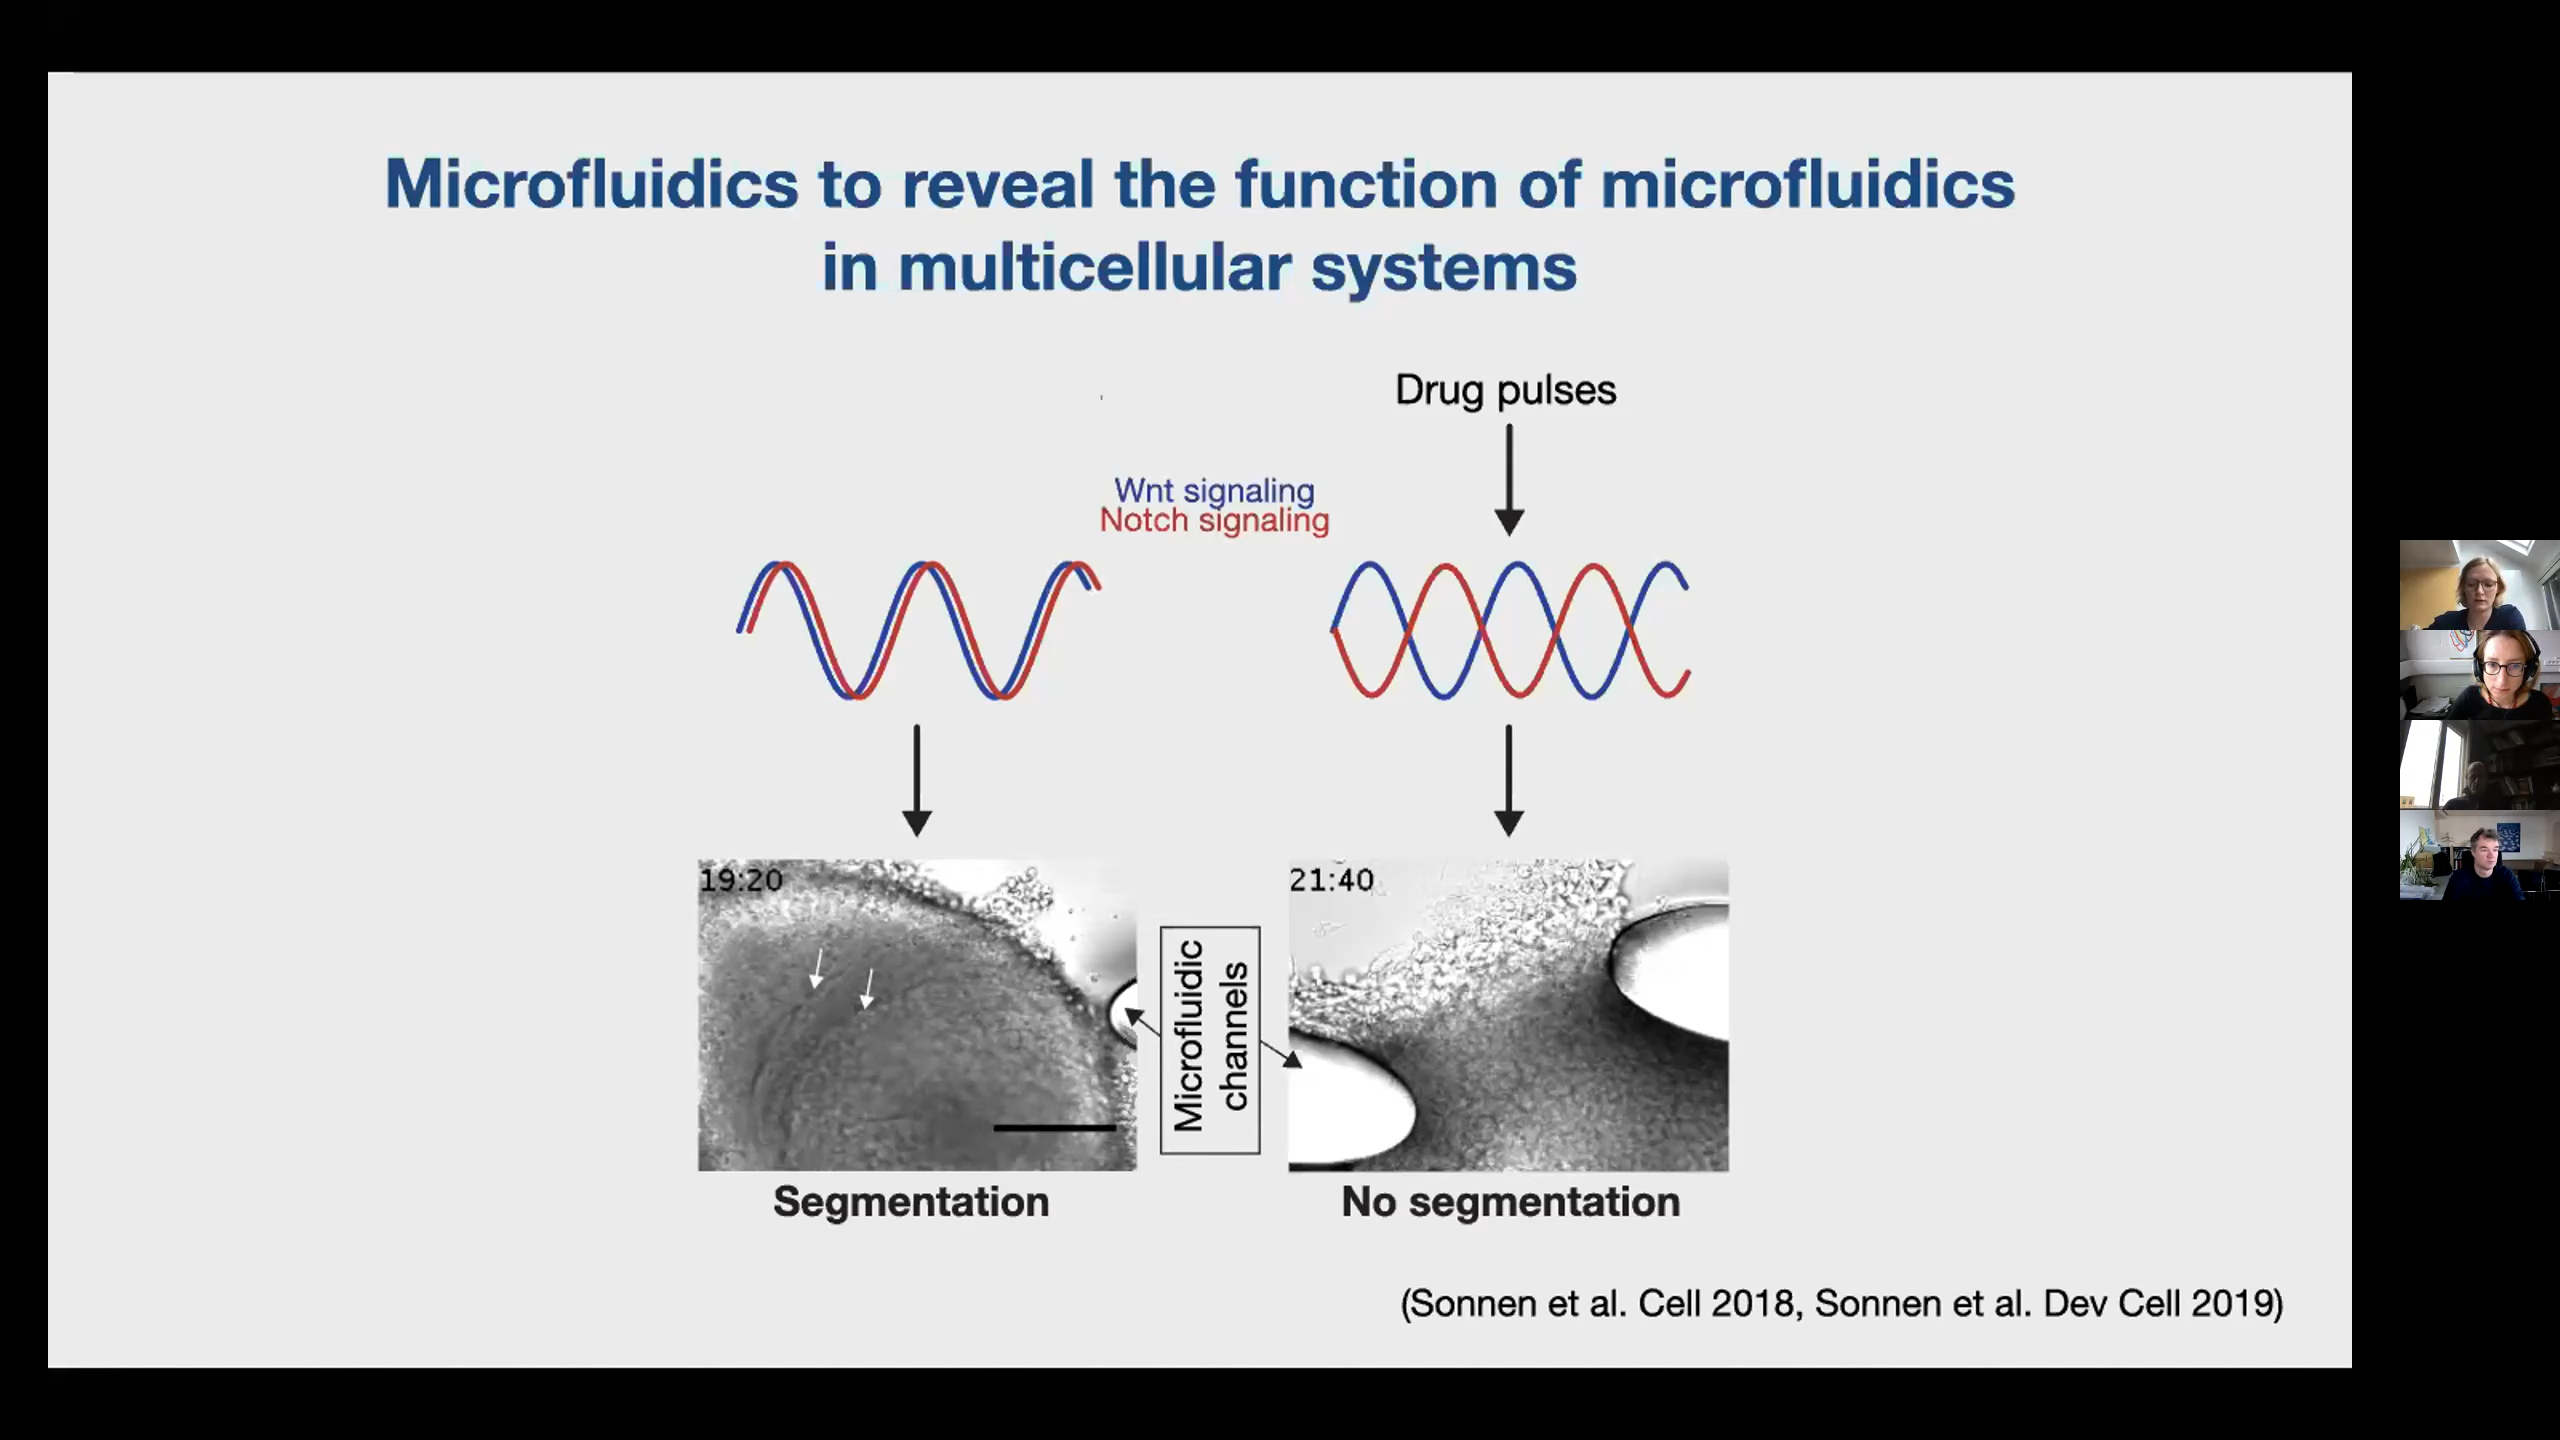 Microfluidics to reveal the function of microfluidics
in multicellular systems
Drug pulses
Wnt signaling
Notch signaling
19:20
21:40
Microfluidic
channels
Segmentation
No segmentation
(Sonnen et al. Cell 2018, Sonnen et al. Dev Cell 2019)